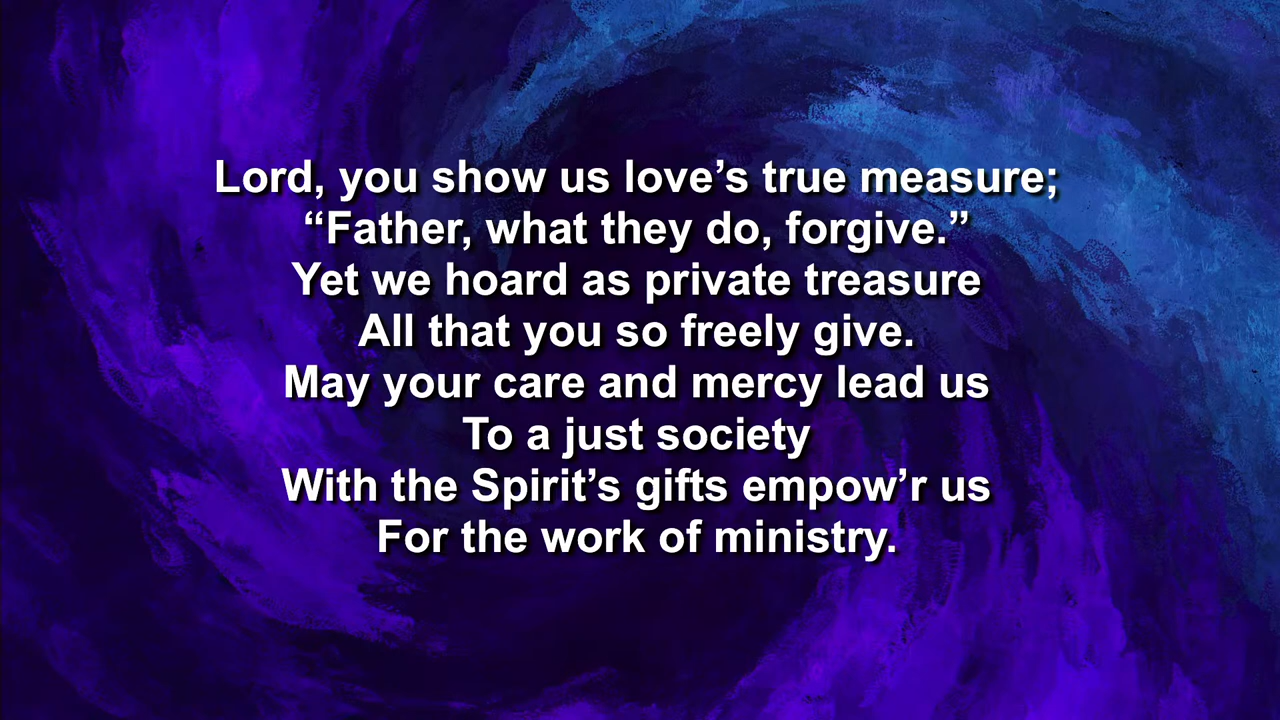 Lord, you show us love’s true measure;
“Father, what they do, forgive.”
Yet we hoard as private treasure
All that you so freely give.
May your care and mercy lead us
To a just society
With the Spirit’s gifts empow’r us
For the work of ministry.